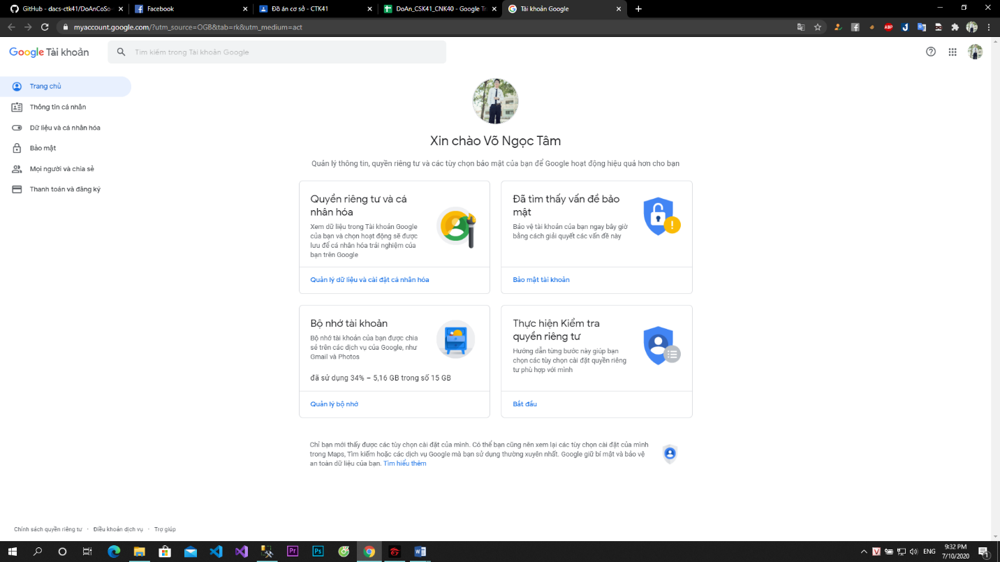 GitHub - dacs-ctk41/DoAnCoSo-
Facebook
Đồ án cơ sở - CTK41
DoAn_CSK41_CNK40 - Google Tr
Tài khoản Google
myaccount.google.com/?utm_source=OGB&tab=rk&utm_medium=act
ABP
Google Tài khoản
Tìm kiếm trong Tài khoản Google
Trang chủ
Thông tin cá nhân
Dữ liệu và cá nhân hóa
Bảo mật
Mọi người và chia sẻ
Thanh toán và đăng ký
Xin chào Võ Ngọc Tâm
Quản lý thông tin, quyền riêng tư và các tùy chọn bảo mật của bạn để Google hoạt động hiệu quả hơn cho bạn
Quyền riêng tư và cá
nhân hóa
Xem dữ liệu trong Tài khoản Google
của bạn và chọn hoạt động sẽ được
lưu để cá nhân hóa trải nghiệm của
bạn trên Google
Quản lý dữ liệu và cài đặt cá nhân hóa
Đã tìm thấy vấn đề bảo
mật
Bảo vệ tài khoản của bạn ngay bây giờ
bằng cách giải quyết các vấn đề này
Bảo mật tài khoản
Bộ nhớ tài khoản
Bộ nhớ tài khoản của bạn được chia
sẻ trên các dịch vụ của Google, như
Gmail và Photos
đã sử dụng 34% – 5,16 GB trong số 15 GB
Quản lý bộ nhớ
Thực hiện Kiểm tra
quyền riêng tư
Hướng dẫn từng bước này giúp bạn
chọn các tùy chọn cài đặt quyền riêng
tư phù hợp với mình
Bắt đầu
Chỉ bạn mới thấy được các tùy chọn cài đặt của mình. Có thể bạn cũng nên xem lại các tùy chọn cài đặt của mình
trong Maps, Tìm kiếm hoặc các dịch vụ Google mà bạn sử dụng thường xuyên nhất. Google giữ bí mật và bảo vệ
an toàn dữ liệu của bạn. Tìm hiểu thêm
Chính sách quyền riêng tư · Điều khoản dịch vụ · Trợ giúp
Pr
Ps
ENG
9:32 PM
7/10/2020
1